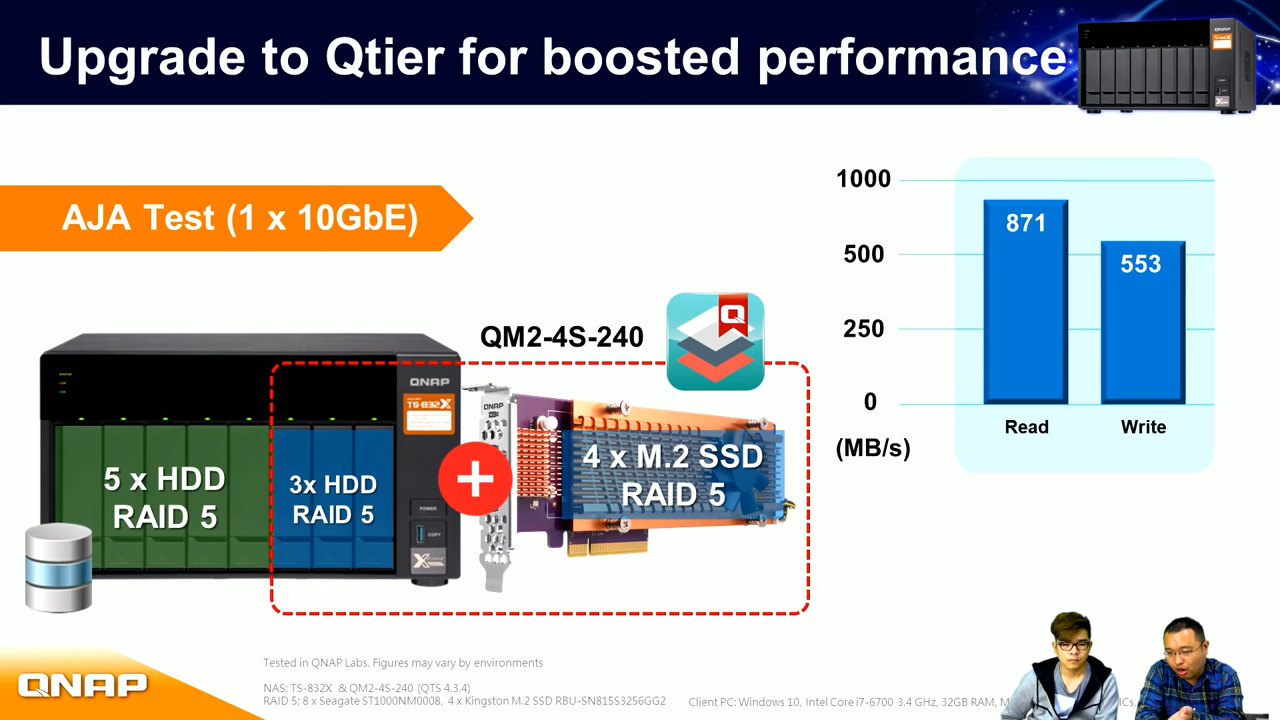 Upgrade to Qtier for boosted performance
AJA Test (1 x 10GbE)
1000
500
250
0
(MB/s)
871
553
Read
Write
QM2-4S-240
QNAP
TS-832X
5 x HDD
RAID 5
3x HDD
RAID 5
POWER
COPY
QNAP
4 x M.2 SSD
RAID 5
QNAP
Tested in QNAP Labs. Figures may vary by environments
NAS: TS-832X & QM2-4S-240 (QTS 4.3.4)
RAID 5; 8 x Seagate ST1000NM0008, 4 x Kingston M.2 SSD RBU-SN815S3256GG2
Client PC: Windows 10, Intel Core i7-6700 3.4 GHz, 32GB RAM,